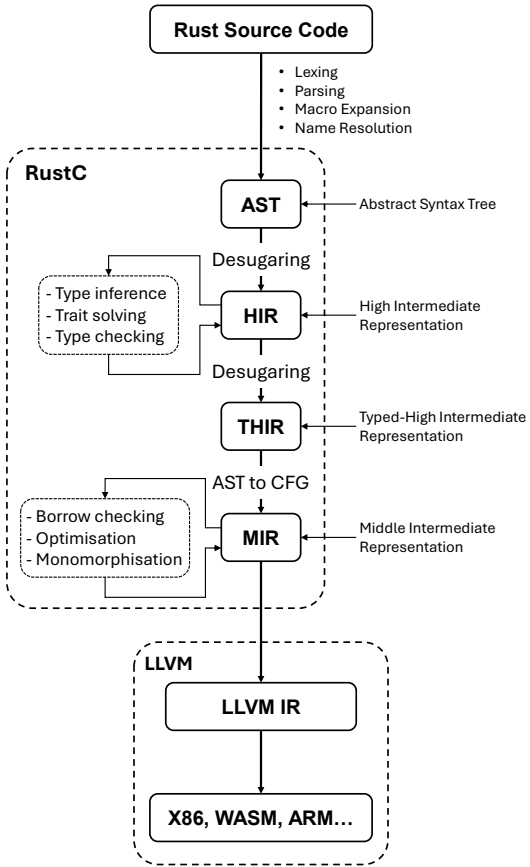 Rust Source Code
• Lexing
• Parsing
• Macro Expansion
• Name Resolution
RustC
AST
Abstract Syntax Tree
Desugaring
- Type inference
- Trait solving
- Type checking
HIR
High Intermediate
Representation
Desugaring
THIR
Typed-High Intermediate
Representation
AST to CFG
- Borrow checking
- Optimisation
- Monomorphisation
MIR
Middle Intermediate
Representation
LLVM
LLVM IR
X86, WASM, ARM...